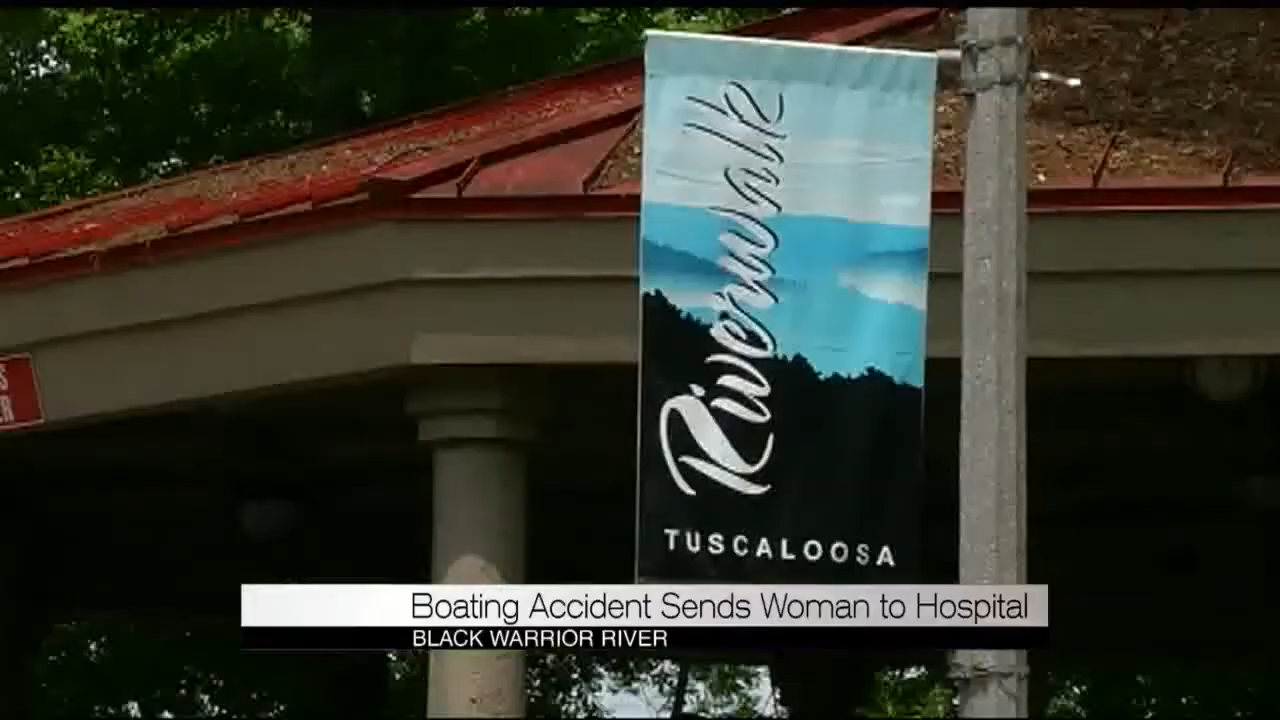 Riverwalk
TUSCALOOSA
Boating Accident Sends Woman to Hospital
BLACK WARRIOR RIVER